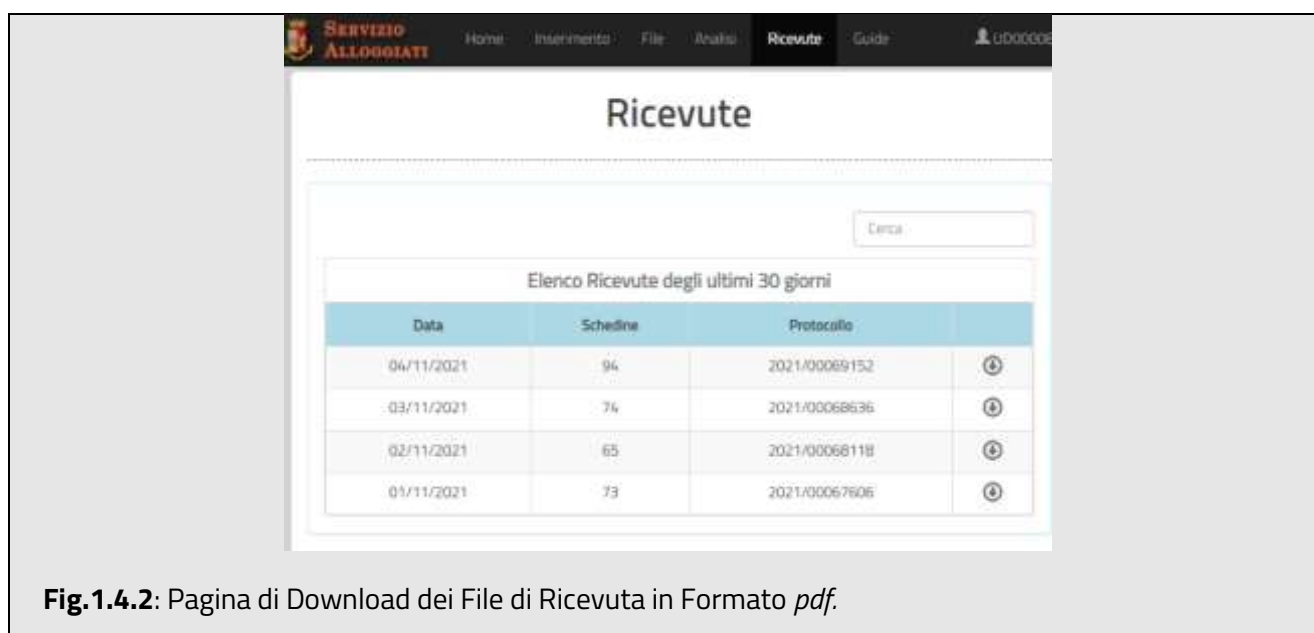 SERVIZIO
ALLOGGIATI
Home Inserimento File Analisi Ricevute Guide
Ricevute
Cerca
Elenco Ricevute degli ultimi 30 giorni
Data Schedine Protocollo
04/11/2021 94 2021/00069152
03/11/2021 74 2021/00068636
02/11/2021 65 2021/00068118
01/11/2021 73 2021/00067606
Fig.1.4.2: Pagina di Download dei File di Ricevuta in Formato pdf.